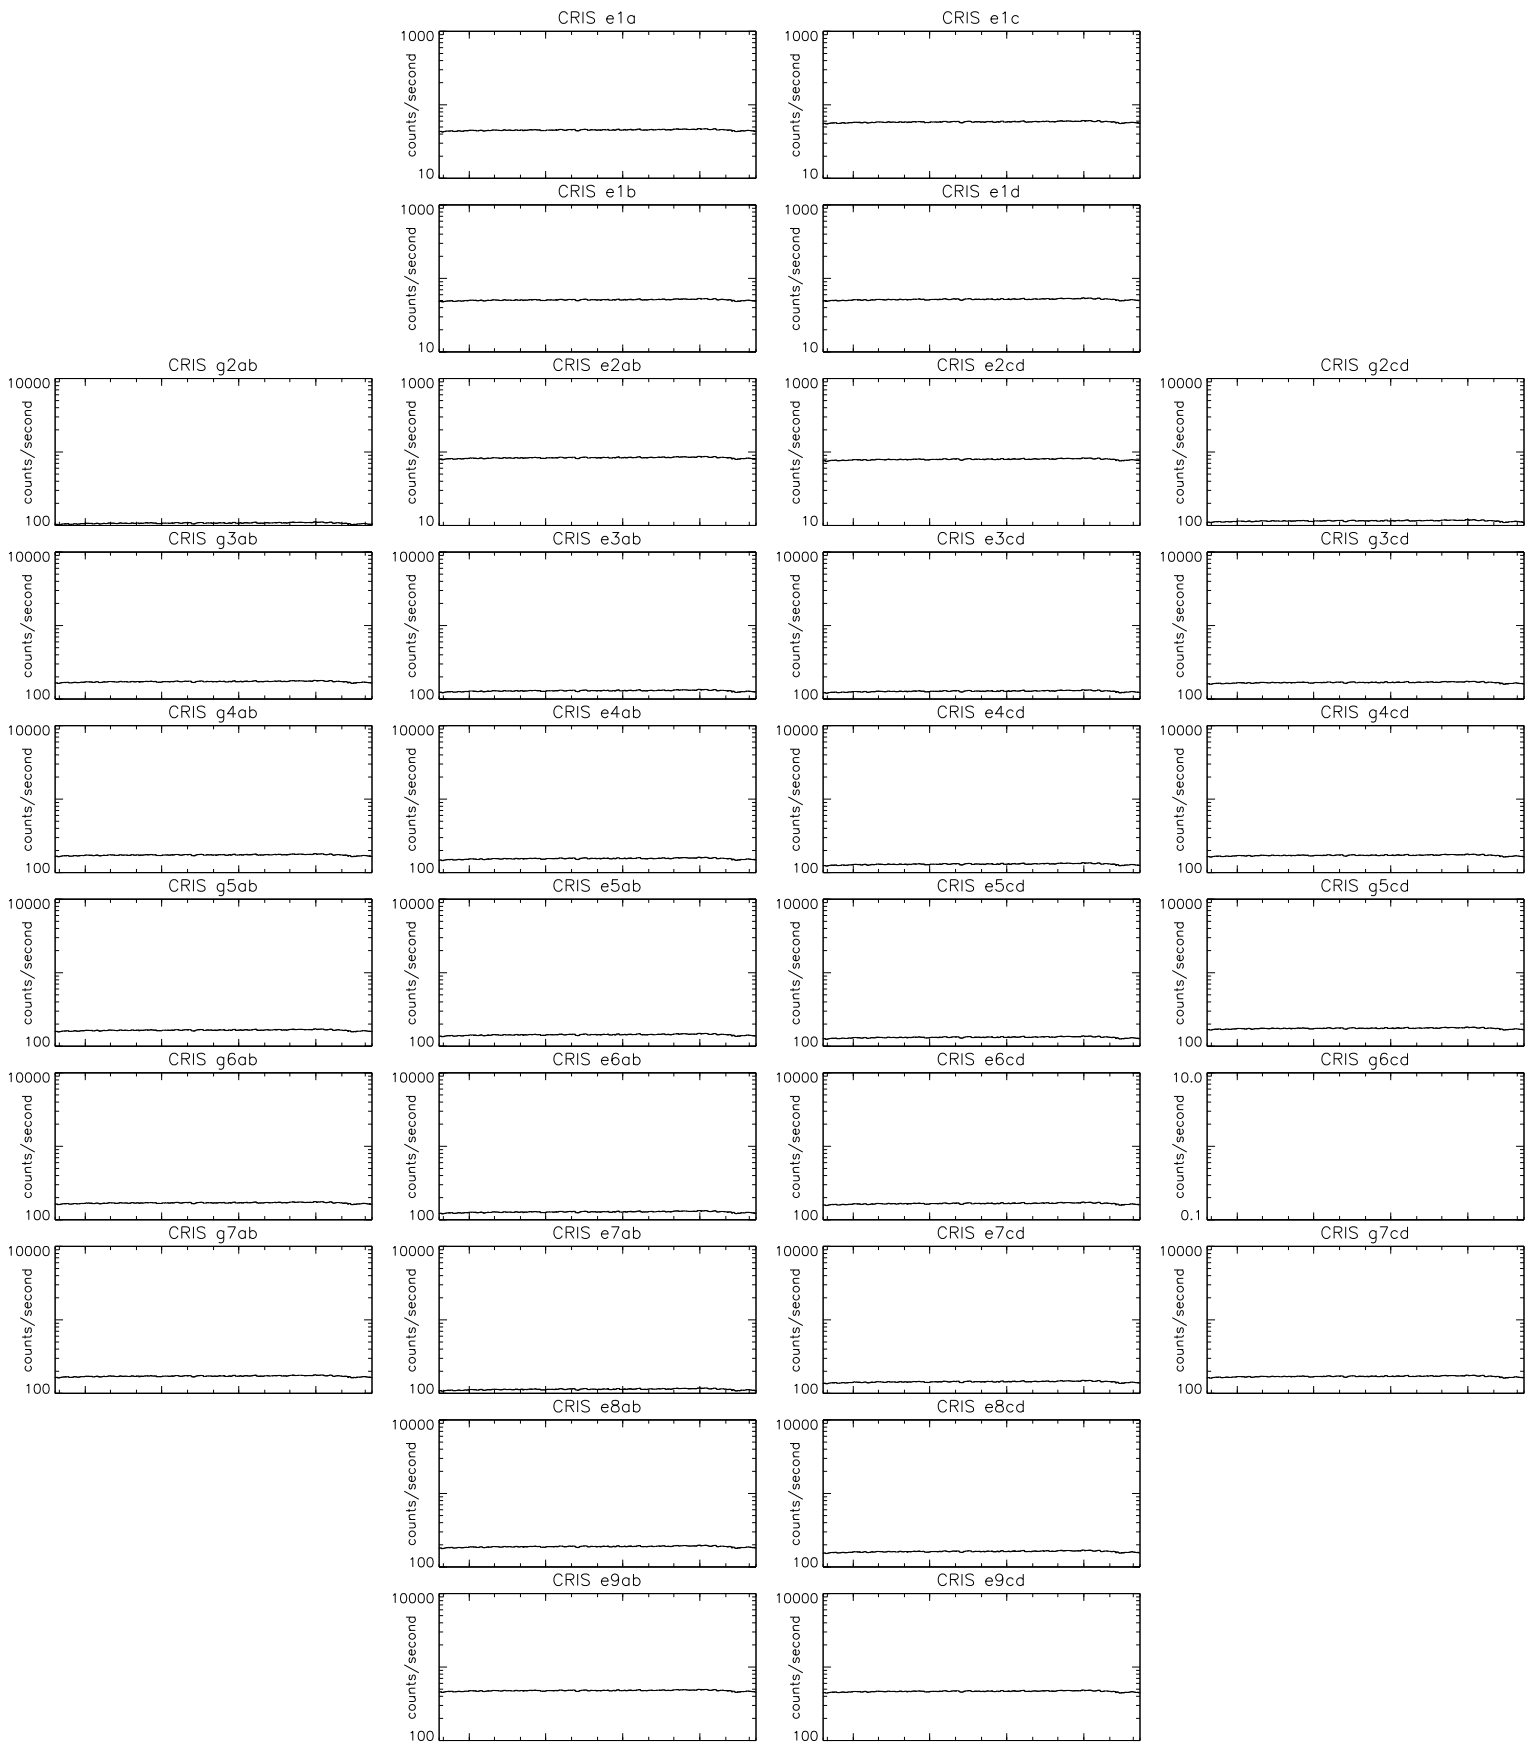 CRIS e1a
1000
counts/second
10
CRIS e1c
1000
counts/second
10
CRIS e1b
1000
counts/second
10
CRIS e1d
1000
counts/second
10
CRIS g2ab
10000
counts/second
100
CRIS e2ab
1000
counts/second
10
CRIS e2cd
1000
counts/second
10
CRIS g2cd
10000
counts/second
100
CRIS g3ab
10000
counts/second
100
CRIS e3ab
10000
counts/second
100
CRIS e3cd
10000
counts/second
100
CRIS g3cd
10000
counts/second
100
CRIS g4ab
10000
counts/second
100
CRIS e4ab
10000
counts/second
100
CRIS e4cd
10000
counts/second
100
CRIS g4cd
10000
counts/second
100
CRIS g5ab
10000
counts/second
100
CRIS e5ab
10000
counts/second
100
CRIS e5cd
10000
counts/second
100
CRIS g5cd
10000
counts/second
100
CRIS g6ab
10000
counts/second
100
CRIS e6ab
10000
counts/second
100
CRIS e6cd
10000
counts/second
100
CRIS g6cd
10.0
counts/second
0.1
CRIS g7ab
10000
counts/second
100
CRIS e7ab
10000
counts/second
100
CRIS e7cd
10000
counts/second
100
CRIS g7cd
10000
counts/second
100
CRIS e8ab
10000
counts/second
100
CRIS e8cd
10000
counts/second
100
CRIS e9ab
10000
counts/second
100
CRIS e9cd
10000
counts/second
100